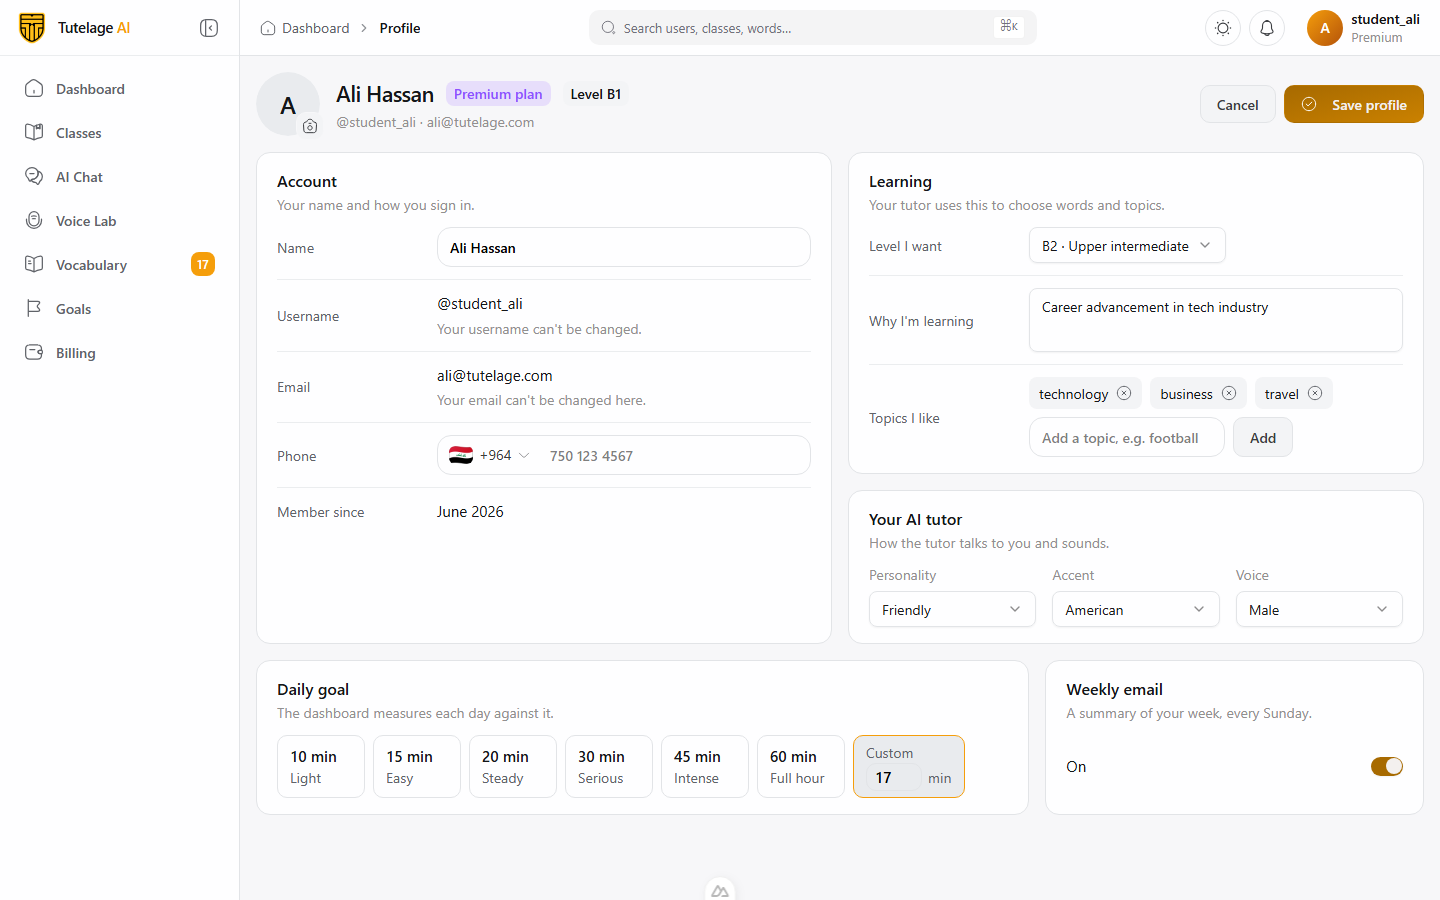 Tutelage AI
Dashboard
Classes
AI Chat
Voice Lab
Vocabulary 17
Goals
Billing
Dashboard > Profile
Search users, classes, words... ⌘K
A student_ali
Premium
A
Ali Hassan Premium plan Level B1
@student_ali · ali@tutelage.com
Cancel Save profile
Account
Your name and how you sign in.
Name Ali Hassan
Username @student_ali
Your username can't be changed.
Email ali@tutelage.com
Your email can't be changed here.
Phone +964 750 123 4567
Member since June 2026
Learning
Your tutor uses this to choose words and topics.
Level I want B2 · Upper intermediate
Why I'm learning Career advancement in tech industry
Topics I like technology business travel
Add a topic, e.g. football Add
Your AI tutor
How the tutor talks to you and sounds.
Personality Accent Voice
Friendly American Male
Daily goal
The dashboard measures each day against it.
10 min 15 min 20 min 30 min 45 min 60 min Custom
Light Easy Steady Serious Intense Full hour 17 min
Weekly email
A summary of your week, every Sunday.
On